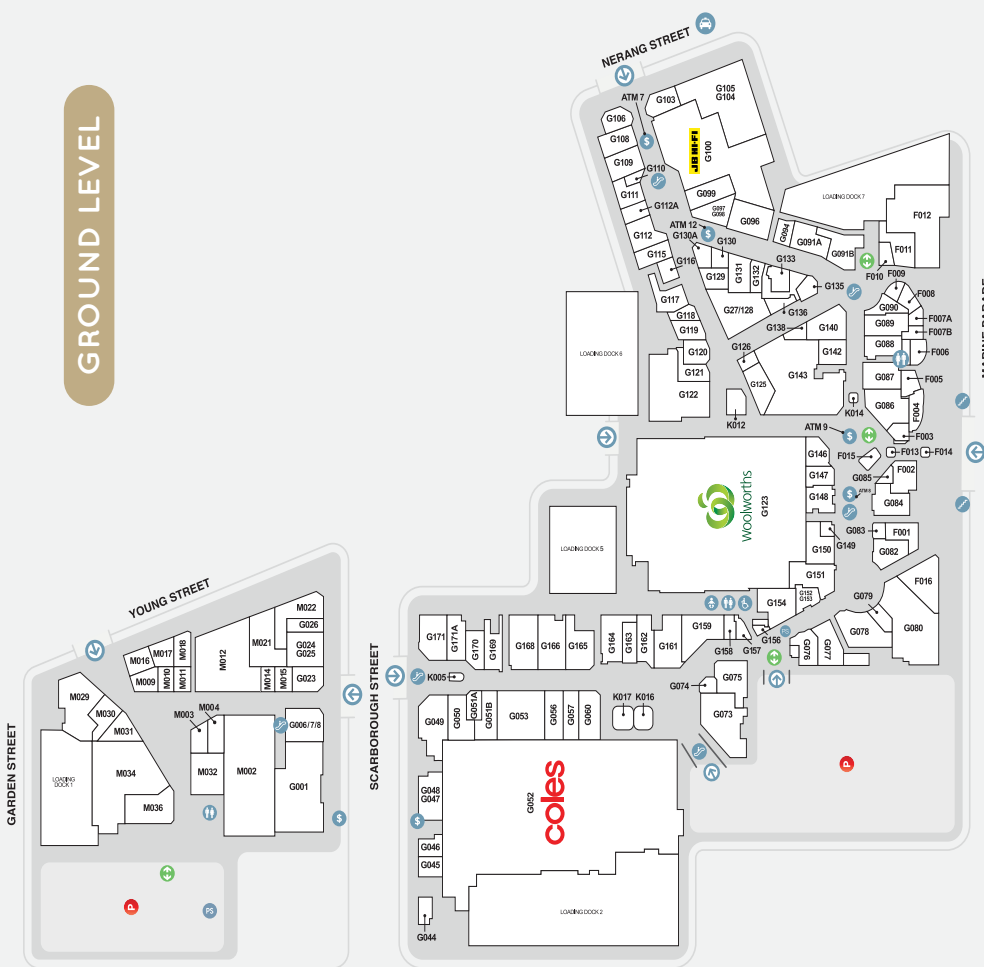 GROUND LEVEL
NERANG STREET
ATM 7
G103
G105
G104
G106
G108
JB HI-FI
G100
G109
G110
G111
G112A
G099
G097
G098
G096
LOADING DOCK 7
F012
ATM 12
G130A
G130
G112
G115
G116
G094
G091A
G091B
F011
F010
G129
G131
G132
G133
G135
F009
F008
G117
G118
G119
G27/128
G136
G138
G140
G090
G089
F007A
F007B
LOADING DOCK 6
G120
G121
G122
G126
G125
G143
G142
G088
F006
G087
F005
K012
K014
G086
F004
ATM 9
F003
F013
F014
F015
G146
G147
G148
G085
F002
G084
Woolworths
G123
LOADING DOCK 5
G083
F001
G082
G149
G150
G151
G152
G153
G154
F016
G079
G078
G080
YOUNG STREET
M022
G026
M021
G024
G025
G023
M016
M017
M018
M009
M010
M011
M012
M014
M015
G171
G171A
G170
G169
G168
G166
G165
G164
G163
G162
G161
G159
G158
G157
G156
PS
G076
G077
K005
SCARBOROUGH STREET
M029
M030
M031
M003
M004
G006/7/8
G049
G050
G051A
G051B
G053
G056
G057
G060
K017
K016
G074
G075
G073
GARDEN STREET
LOADING
DOCK 1
M034
M036
M032
M002
G001
G048
G047
G052
coles
P
G046
G045
G044
LOADING DOCK 2
P
PS